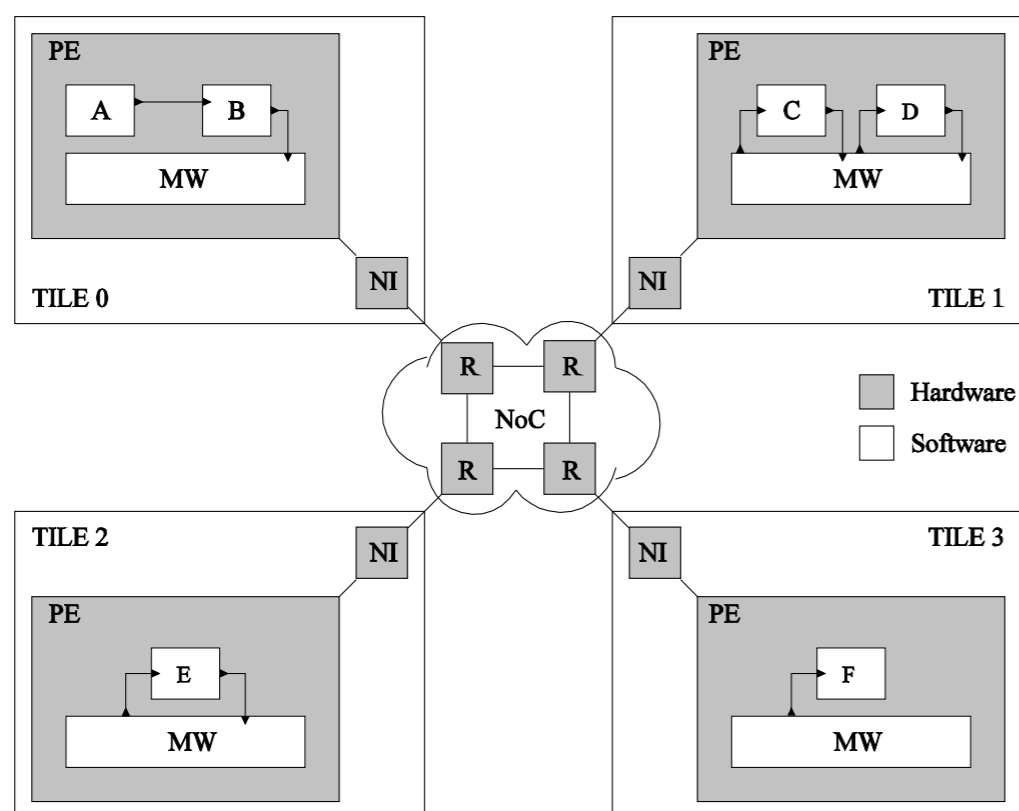 PE
A
B
MW
NI
TILE 0
PE
C
D
MW
NI
TILE 1
R
R
NoC
R
R
Hardware
Software
TILE 2
NI
PE
E
MW
TILE 3
NI
PE
F
MW